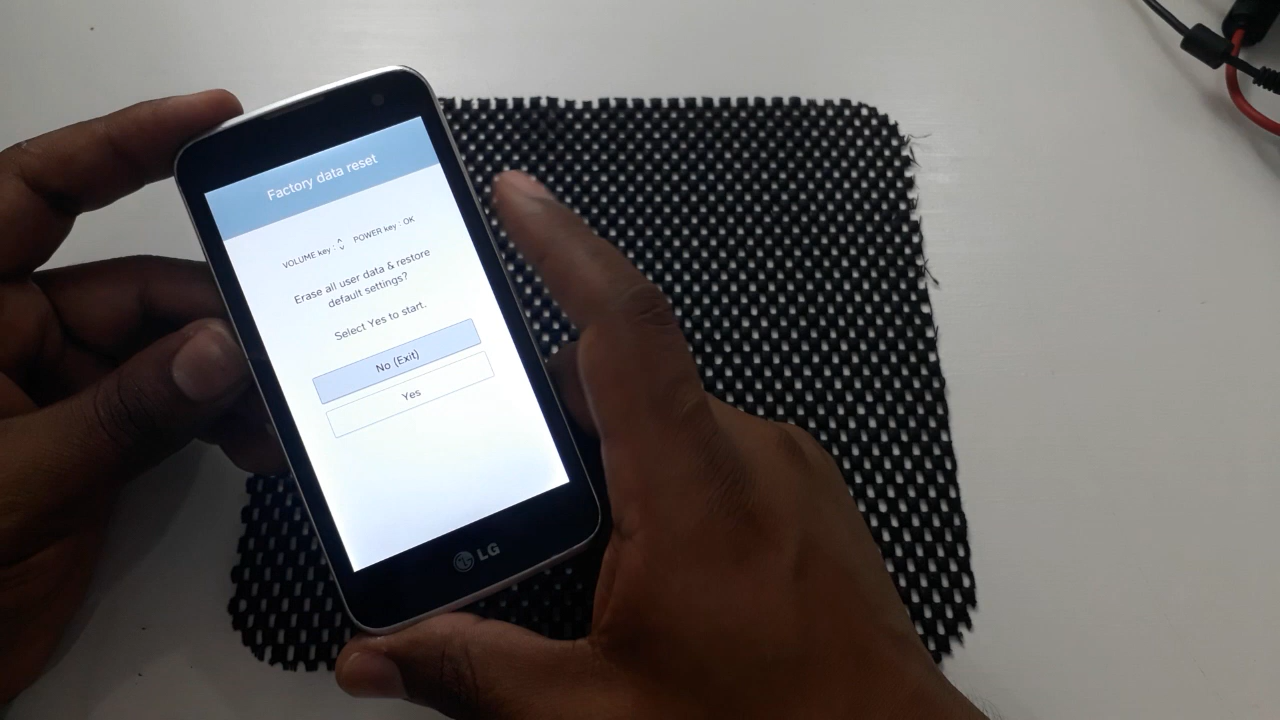 Factory data reset
VOLUME key : POWER key : OK
Erase all user data & restore
default settings?
Select Yes to start.
No (Exit)
Yes
LG